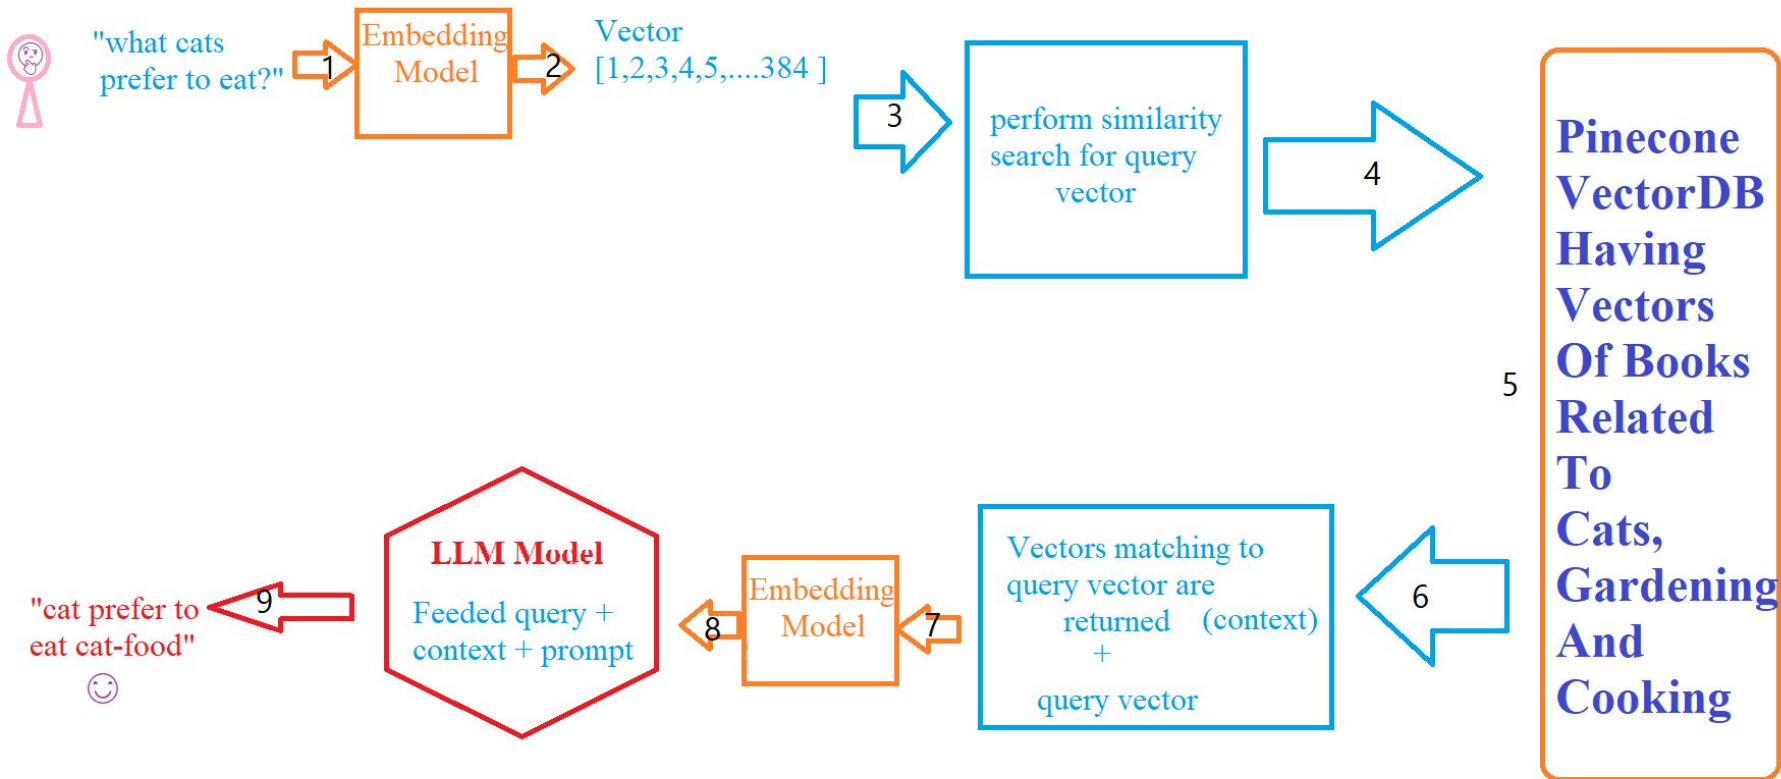 "what cats
prefer to eat?"
1
Embedding
Model
2
Vector
[1,2,3,4,5,....384 ]
3
perform similarity
search for query
vector
4
Pinecone
VectorDB
Having
Vectors
Of Books
Related
To
Cats,
Gardening
And
Cooking
5
6
Vectors matching to
query vector are
returned (context)
+
query vector
7
Embedding
Model
8
LLM Model
Feeded query +
context + prompt
9
"cat prefer to
eat cat-food"